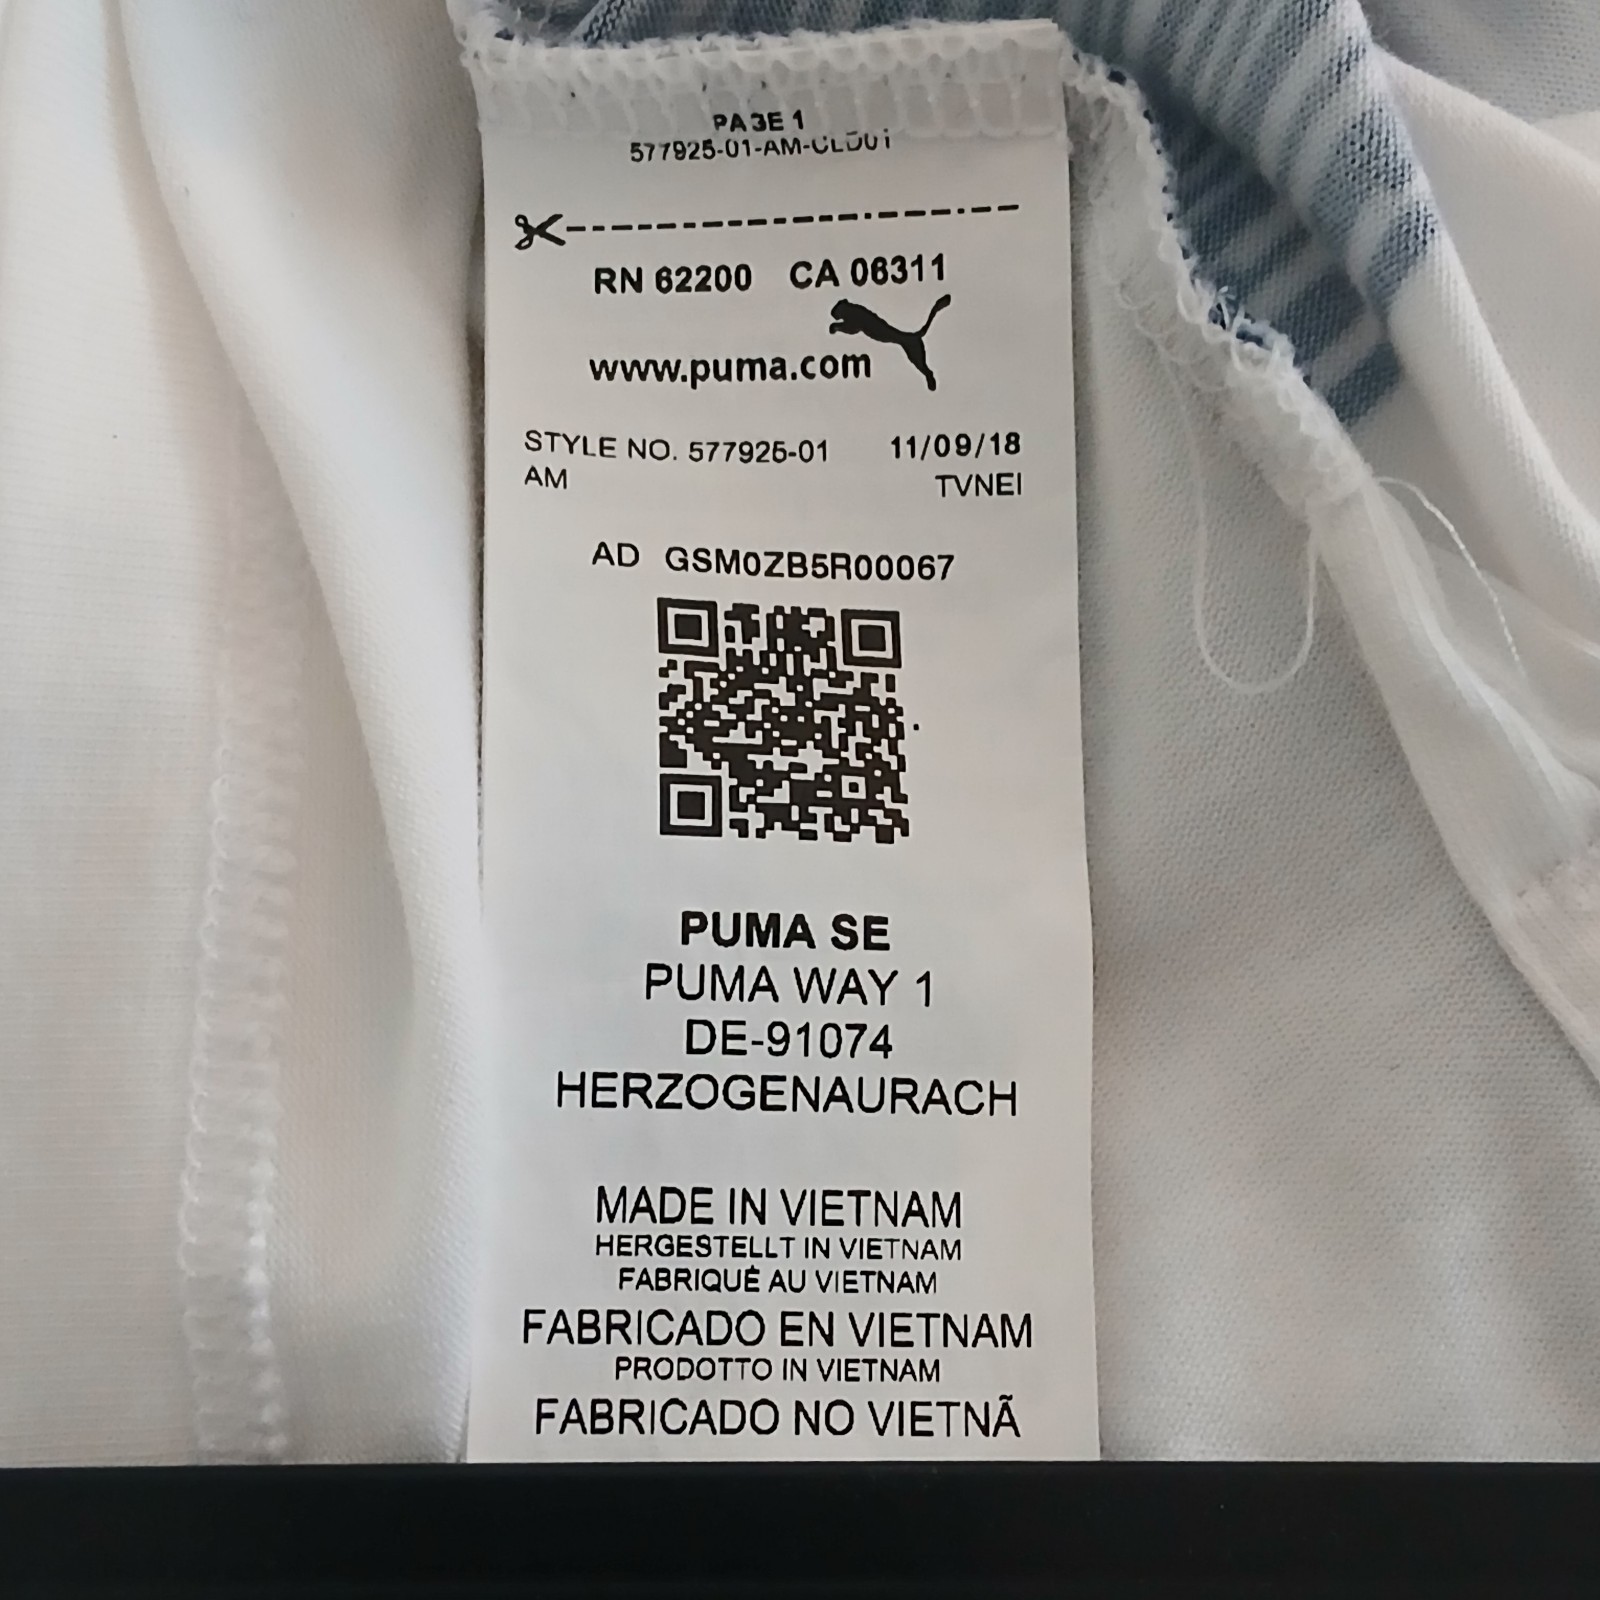 PAGE 1
577925-01-AM-CLD01
RN 62200 CA 06311
www.puma.com
STYLE NO. 577925-01 11/09/18
AM TVNEI
AD GSM0ZB5R00067
PUMA SE
PUMA WAY 1
DE-91074
HERZOGENAURACH
MADE IN VIETNAM
HERGESTELLT IN VIETNAM
FABRIQUÉ AU VIETNAM
FABRICADO EN VIETNAM
PRODOTTO IN VIETNAM
FABRICADO NO VIETNÃ